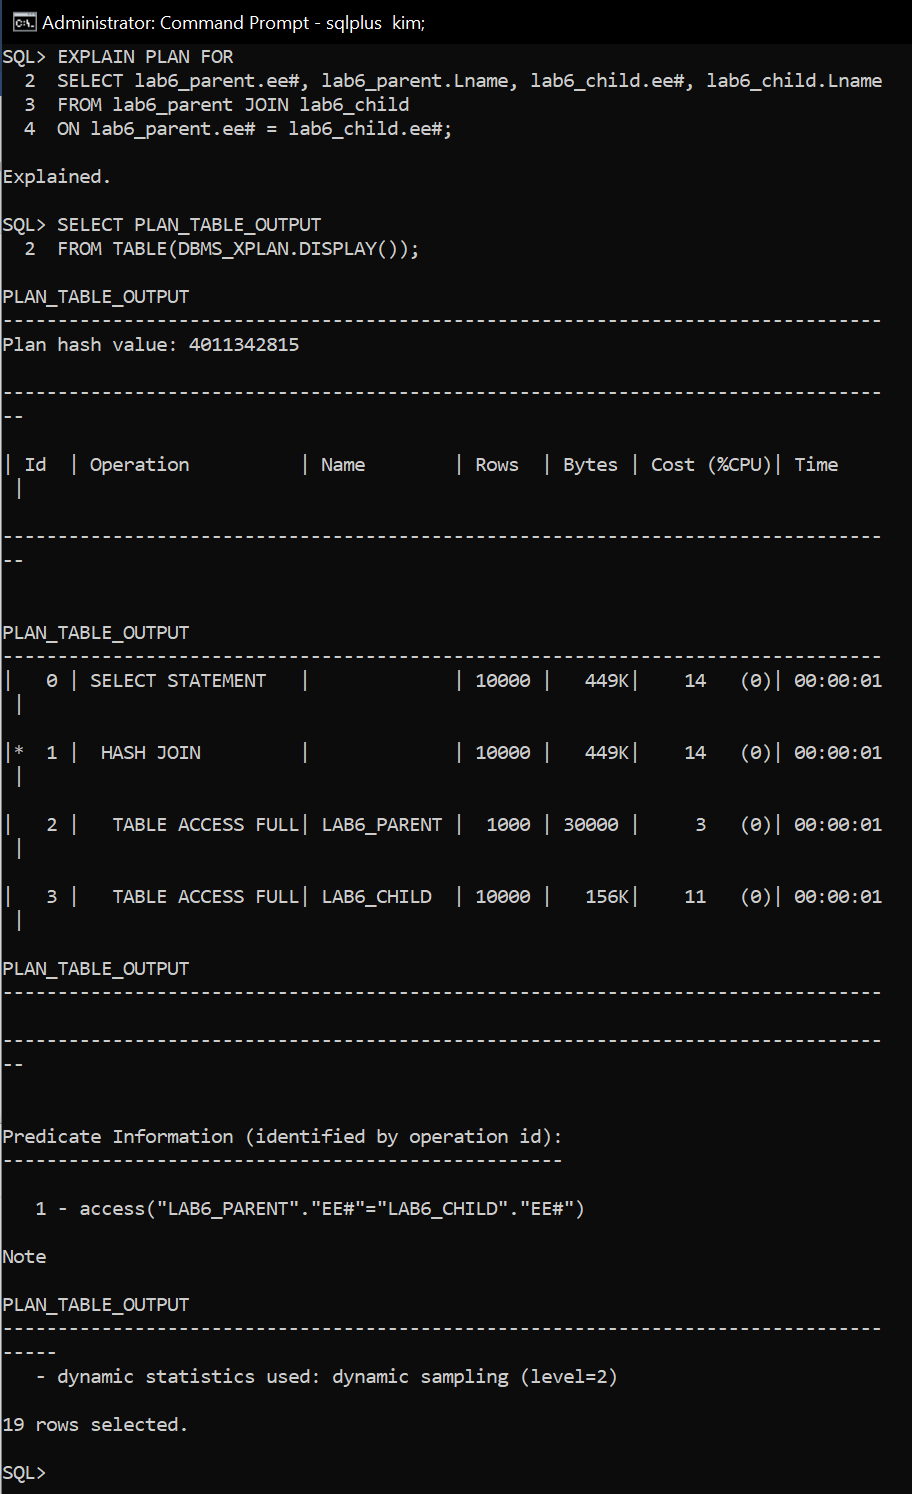 Administrator: Command Prompt - sqlplus  kim;
SQL> EXPLAIN PLAN FOR
  2  SELECT lab6_parent.ee#, lab6_parent.Lname, lab6_child.ee#, lab6_child.Lname
  3  FROM lab6_parent JOIN lab6_child
  4  ON lab6_parent.ee# = lab6_child.ee#;
Explained.
SQL> SELECT PLAN_TABLE_OUTPUT
  2  FROM TABLE(DBMS_XPLAN.DISPLAY());
PLAN_TABLE_OUTPUT
--------------------------------------------------------------------------------
Plan hash value: 4011342815
--------------------------------------------------------------------------------
--
| Id  | Operation          | Name        | Rows  | Bytes | Cost (%CPU)| Time
 |
--------------------------------------------------------------------------------
--
PLAN_TABLE_OUTPUT
--------------------------------------------------------------------------------
|   0 | SELECT STATEMENT   |             | 10000 |   449K|    14   (0)| 00:00:01
 |
|*  1 |  HASH JOIN         |             | 10000 |   449K|    14   (0)| 00:00:01
 |
|   2 |   TABLE ACCESS FULL| LAB6_PARENT |  1000 | 30000 |     3   (0)| 00:00:01
 |
|   3 |   TABLE ACCESS FULL| LAB6_CHILD  | 10000 |   156K|    11   (0)| 00:00:01
 |
PLAN_TABLE_OUTPUT
--------------------------------------------------------------------------------
--------------------------------------------------------------------------------
--
Predicate Information (identified by operation id):
---------------------------------------------------
   1 - access("LAB6_PARENT"."EE#"="LAB6_CHILD"."EE#")
Note
PLAN_TABLE_OUTPUT
--------------------------------------------------------------------------------
-----
   - dynamic statistics used: dynamic sampling (level=2)
19 rows selected.
SQL>